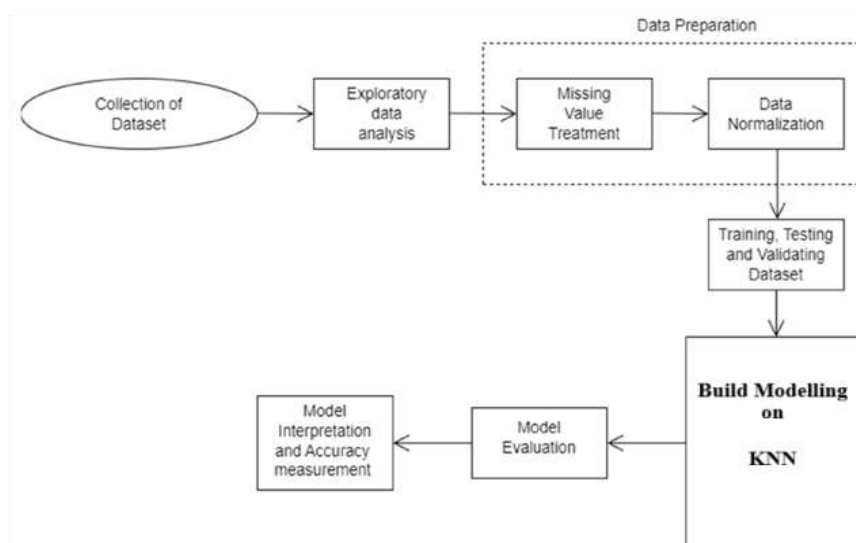 Data Preparation
Collection of
Dataset
Exploratory
data
analysis
Missing
Value
Treatment
Data
Normalization
Training, Testing
and Validating
Dataset
Build Modelling
on
KNN
Model
Evaluation
Model
Interpretation
and Accuracy
measurement